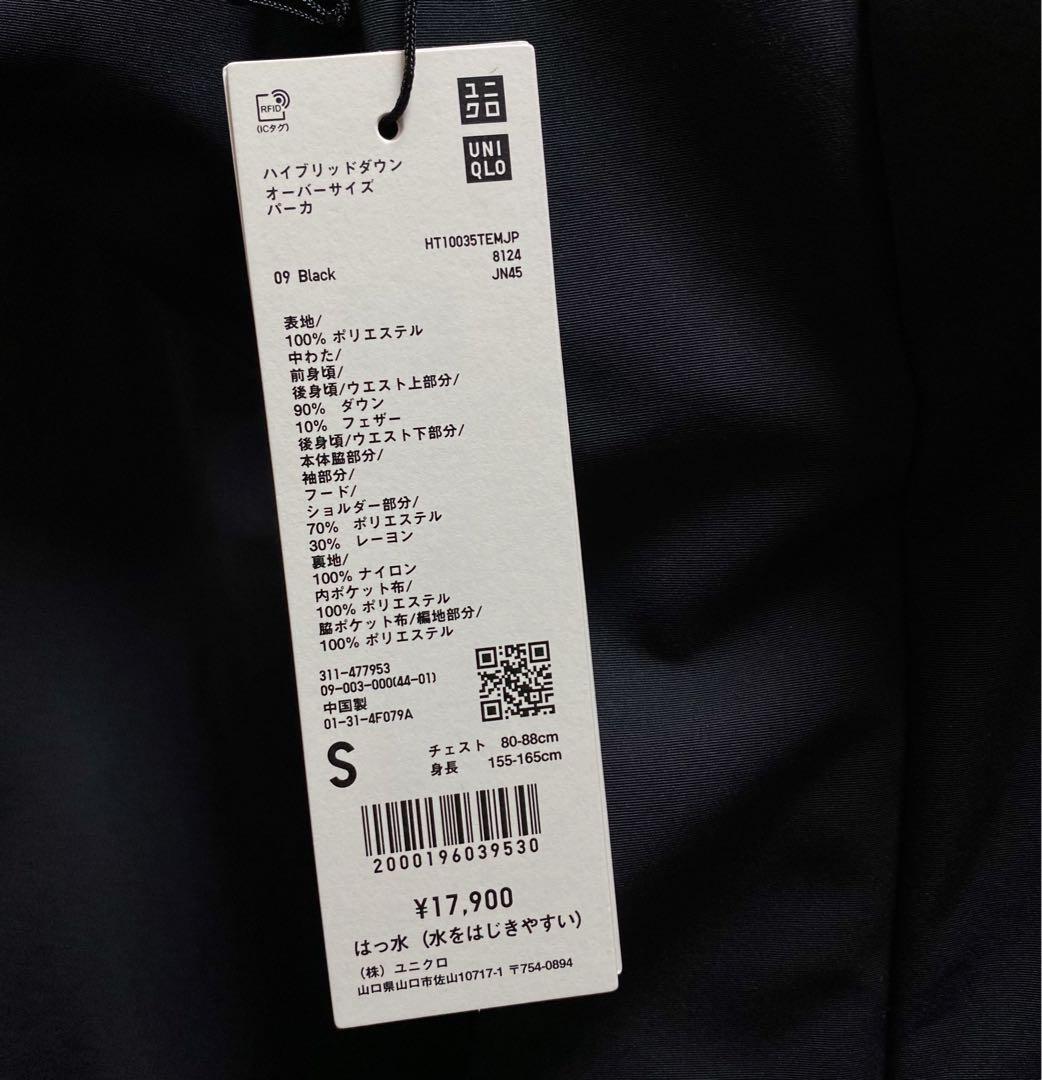 RFID
(ICタグ)
ユニ
クロ
UNI
QLO
ハイブリッドダウン
オーバーサイズ
パーカ
HT10035TEMJP
8124
09 Black
JN45
表地/
100% ポリエステル
中わた/
前身頃/
後身頃/ウエスト上部分/
90% ダウン
10% フェザー
後身頃/ウエスト下部分/
本体脇部分/
袖部分/
フード/
ショルダー部分/
70% ポリエステル
30% レーヨン
裏地/
100% ナイロン
内ポケット布/
100% ポリエステル
脇ポケット布/編地部分/
100% ポリエステル
311-477953
09-003-000(44-01)
中国製
01-31-4F079A
S
チェスト 80-88cm
身長 155-165cm
2000196039530
¥17,900
はっ水（水をはじきやすい）
（株）ユニクロ
山口県山口市佐山10717-1 〒754-0894